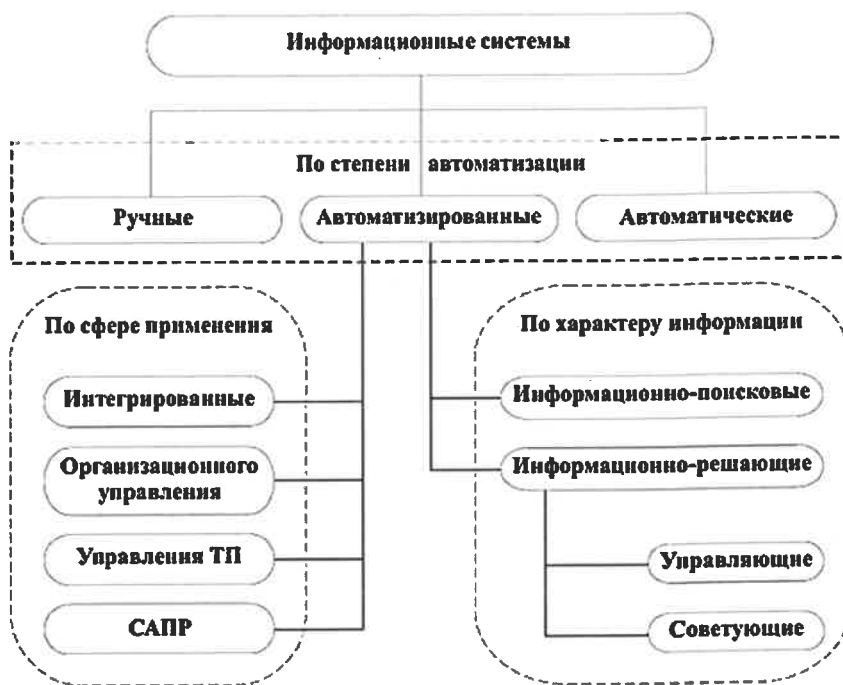 Информационные системы
По степени автоматизации
Ручные
Автоматизированные
Автоматические
По сфере применения
Интегрированные
Организационного
управления
Управления ТП
САПР
По характеру информации
Информационно-поисковые
Информационно-решающие
Управляющие
Советующие